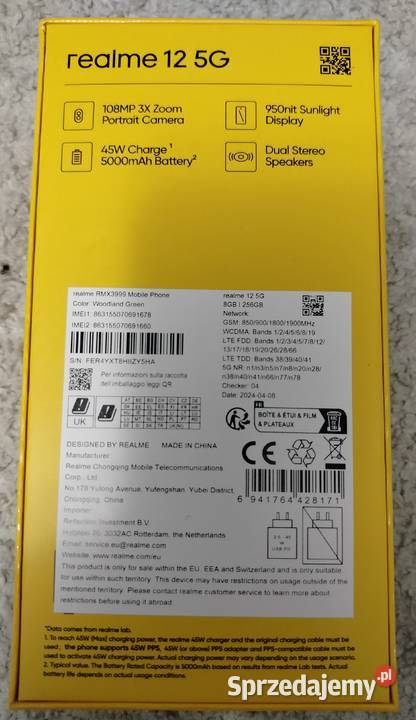 realme 12 5G
108MP 3X Zoom
Portrait Camera
950nit Sunlight
Display
45W Charge¹
5000mAh Battery²
Dual Stereo
Speakers
realme RMX3999 Mobile Phone
Color: Woodland Green
IMEI1: 863155070691678
IMEI2: 863155070691660
S/N: FER4YXT8HIIZY5HA
Per informazioni sulla raccolta
dell'imballaggio leggi QR
realme 12 5G
8GB | 256GB
Network:
GSM: 850/900/1800/1900MHz
WCDMA: Bands 1/2/4/5/6/8/19
LTE FDD: Bands 1/2/3/4/5/7/8/12/
13/17/18/19/20/26/28/66
LTE TDD: Bands 38/39/40/41
5G NR: n1/n3/n5/n7/n8/n20/n28/
n38/n40/n41/n66/n77/n78
Checker: 04
Date: 2024-04-08
UK
FR
BOÎTE & ÉTUI & FILM
& PLATEAUX
DESIGNED BY REALME MADE IN CHINA
Manufacturer:
Realme Chongqing Mobile Telecommunications
Corp., Ltd.
No.178 Yulong Avenue, Yufengshan, Yubei District,
Chongqing, China
Importer:
Reflection Investment B.V.
26, 3032AC Rotterdam, the Netherlands
Email: service.eu@realme.com
Website: www.realme.com/eu
CE
6 941764 428171
W
USB PD
This product is only for sale within the EU, EEA and Switzerland and is only suitable
for use within such territory. This device may have restrictions on usage outside of the
mentioned territory. Please contact realme customer service to learn more about
restrictions before using it abroad.
*Data comes from realme lab.
1. To reach 45W (Max) charging power, the realme 45W charger and the original charging cable must be
used, the phone supports 45W PPS, 45W (or above) PPS adapter and PPS-compatible cable must be
used to activate 45W charging power. Actual charging power may vary depending on the usage scenario.
2. Typical value. The Battery Rated Capacity is 5000mAh based on results from realme Lab tests. Actual
battery life depends on actual usage.
Sprzedajemy.pl